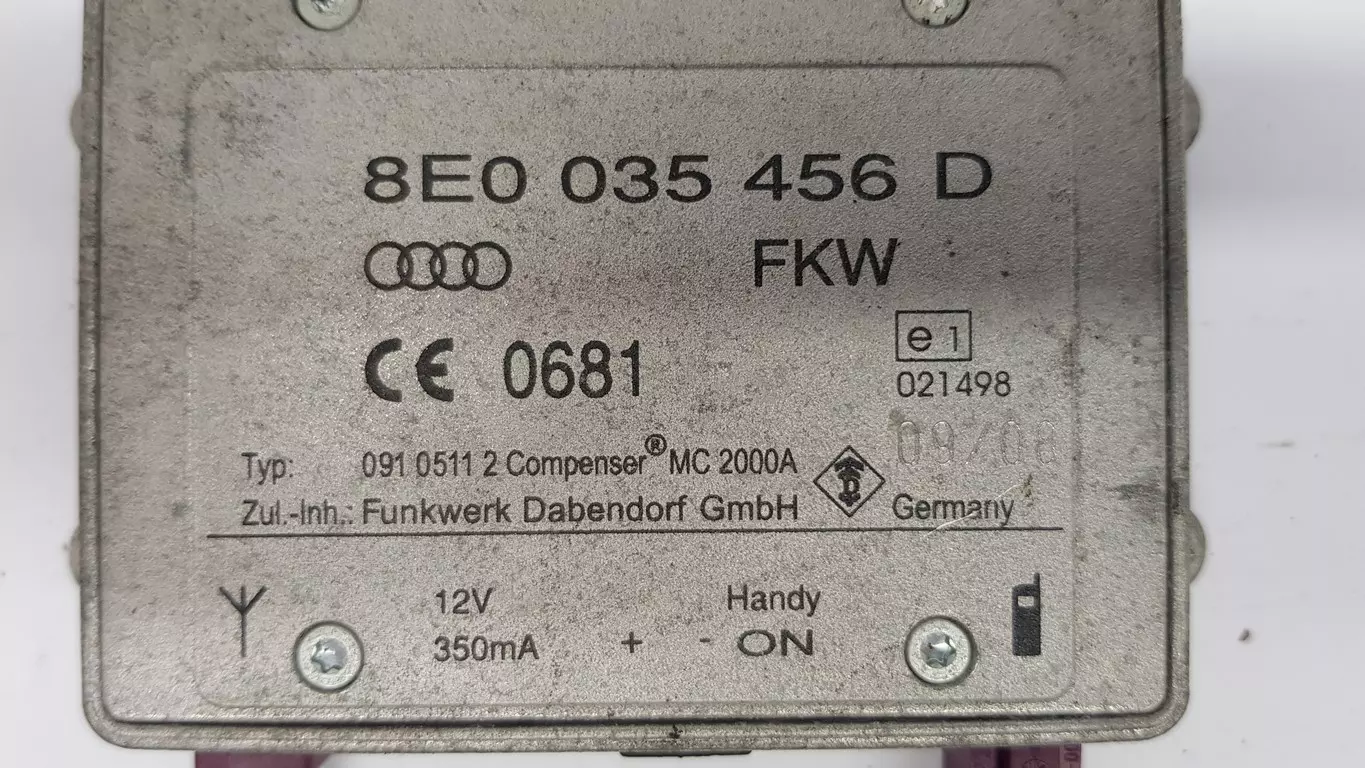 8E0 035 456 D
FKW
CE 0681
e 1
021498
09/08
Typ: 091 0511 2 Compenser® MC 2000A
Zul.-Inh.: Funkwerk Dabendorf GmbH Germany
12V Handy
350mA + - ON